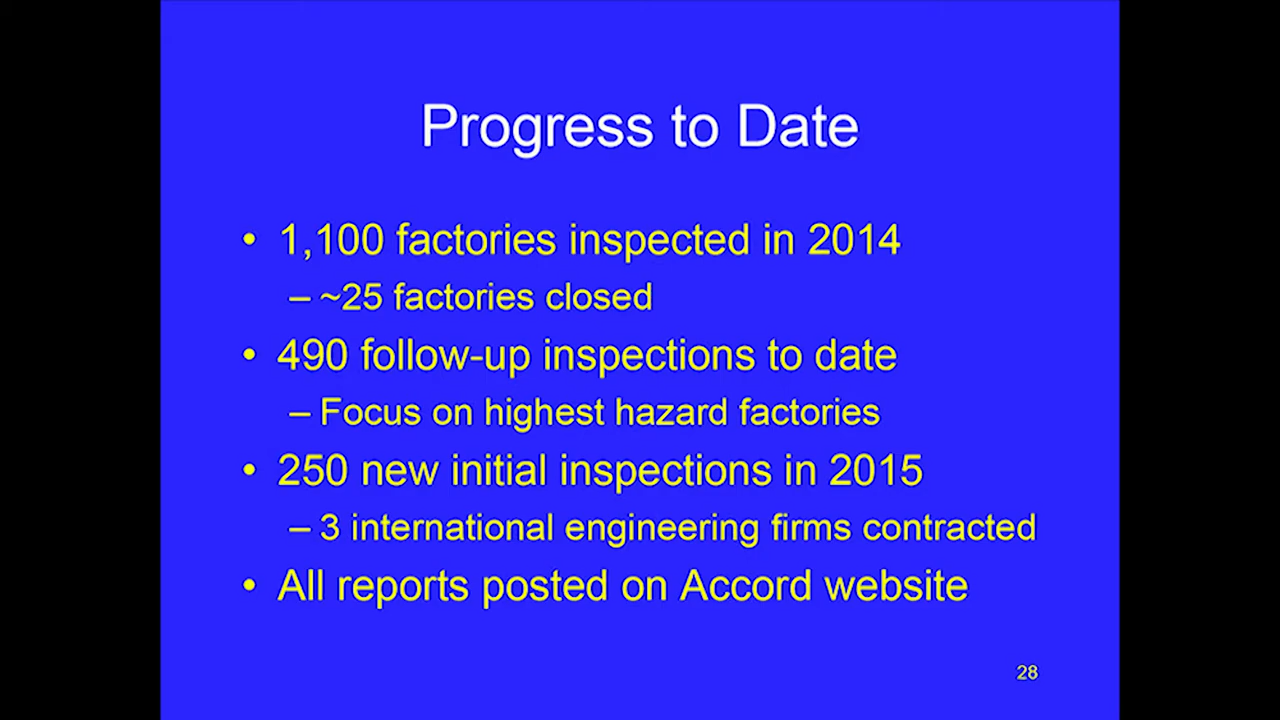 Progress to Date
• 1,100 factories inspected in 2014
– ~25 factories closed
• 490 follow-up inspections to date
– Focus on highest hazard factories
• 250 new initial inspections in 2015
– 3 international engineering firms contracted
• All reports posted on Accord website
28